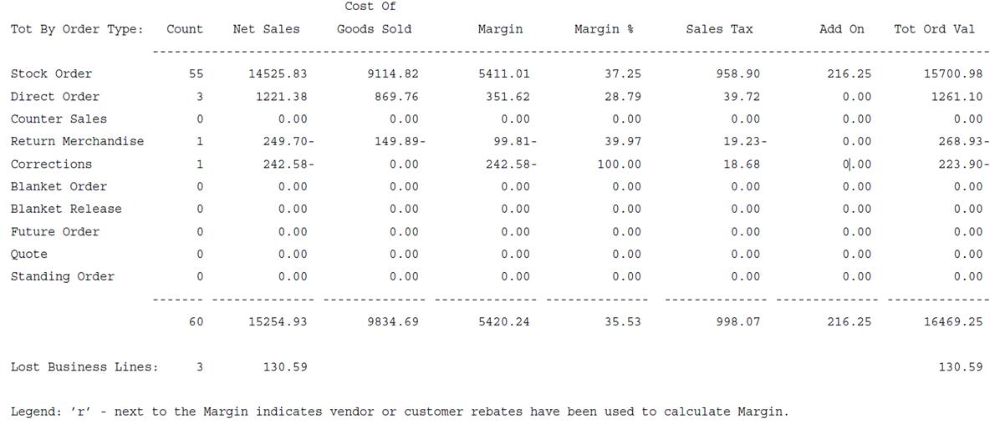 Cost Of
Tot By Order Type: Count Net Sales Goods Sold Margin Margin % Sales Tax Add On Tot Ord Val
Stock Order 55 14525.83 9114.82 5411.01 37.25 958.90 216.25 15700.98
Direct Order 3 1221.38 869.76 351.62 28.79 39.72 0.00 1261.10
Counter Sales 0 0.00 0.00 0.00 0.00 0.00 0.00 0.00
Return Merchandise 1 249.70- 149.89- 99.81- 39.97 19.23- 0.00 268.93-
Corrections 1 242.58- 0.00 242.58- 100.00 18.68 0.00 223.90-
Blanket Order 0 0.00 0.00 0.00 0.00 0.00 0.00 0.00
Blanket Release 0 0.00 0.00 0.00 0.00 0.00 0.00 0.00
Future Order 0 0.00 0.00 0.00 0.00 0.00 0.00 0.00
Quote 0 0.00 0.00 0.00 0.00 0.00 0.00 0.00
Standing Order 0 0.00 0.00 0.00 0.00 0.00 0.00 0.00
60 15254.93 9834.69 5420.24 35.53 998.07 216.25 16469.25
Lost Business Lines: 3 130.59 130.59
Legend: ’r’ - next to the Margin indicates vendor or customer rebates have been used to calculate Margin.